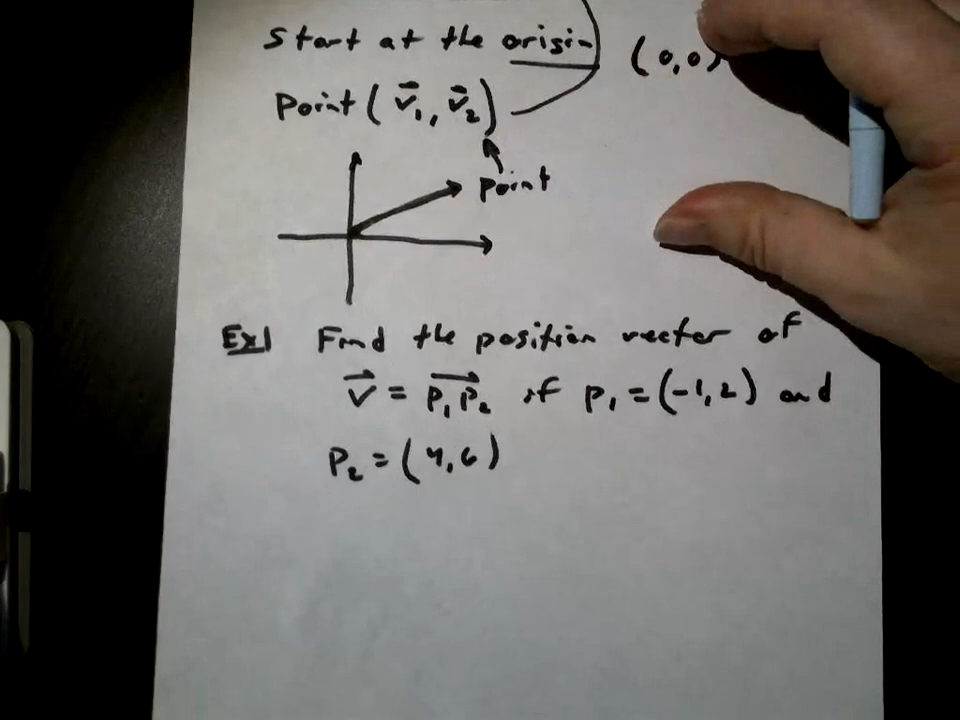 Start at the origin (0,0)
Point (v⃗₁, v⃗₂)
Point
Ex1 Find the position vector of
v⃗ = P₁P₂ if P₁ = (-1,2) and
P₂ = (4,6)